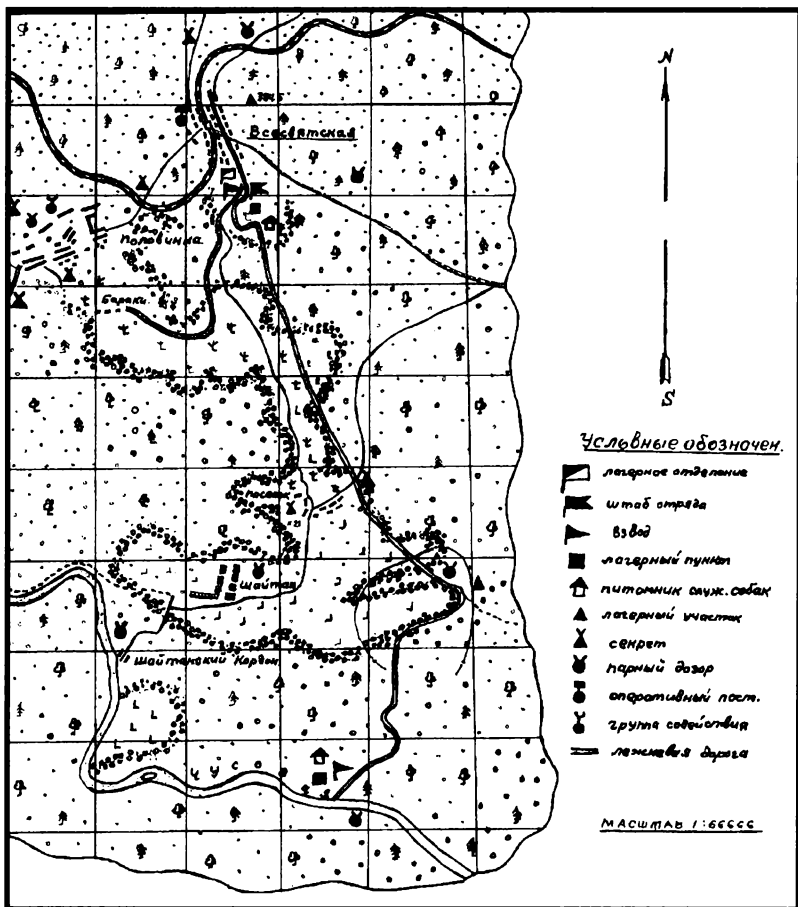 Всесвятская
Половинка
Бараки
Поселок
Шайтан
Шайтанский Кордон
ЧУСО
N
S
Условные обозначен.
лагерное отделение
штаб отряда
взвод
лагерный пункт
питомник служ. собак
лагерный участок
секрет
парный дозор
оперативный пост.
группа содействия
лежневая дорога
МАСШТАБ 1:66666